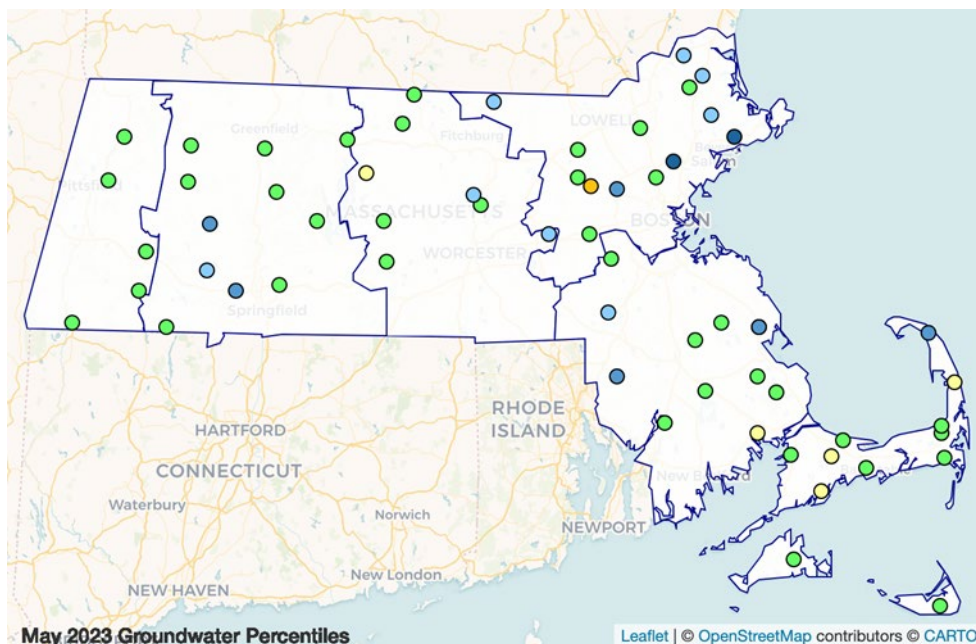 LOWELL
Greenfield
Fitchburg
Pittsfield
Salem
MASSACHUSETTS
BOSTON
WORCESTER
Springfield
RHODE
ISLAND
HARTFORD
CONNECTICUT
New Bedford
Waterbury
Norwich
NEWPORT
New London
NEW HAVEN
May 2023 Groundwater Percentiles
Leaflet | © OpenStreetMap contributors © CARTO